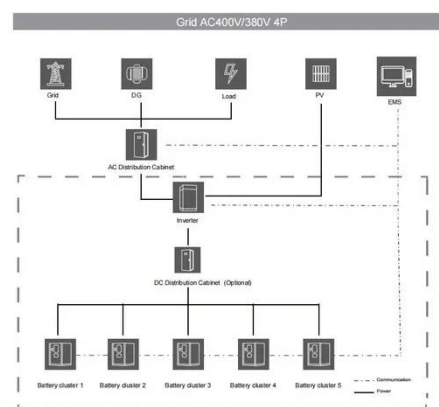 Grid AC400V/380V 4P
Grid
DG
Load
PV
EMS
AC Distribution Cabinet
Inverter
DC Distribution Cabinet (Optional)
Battery cluster 1
Battery cluster 2
Battery cluster 3
Battery cluster 4
Battery cluster 5
Communication
Power